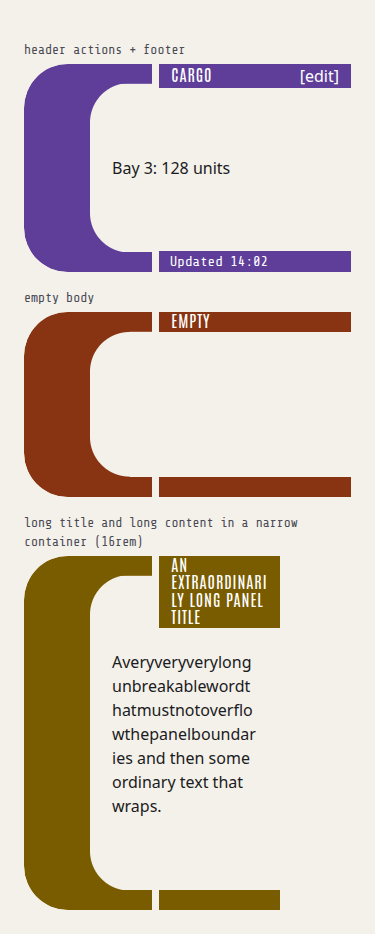 header actions + footer
CARGO [edit]
Bay 3: 128 units
Updated 14:02
empty body
EMPTY
long title and long content in a narrow
container (16rem)
AN
EXTRAORDINARI
LY LONG PANEL
TITLE
Averyveryverylong
unbreakablewordt
hatmustnotoverflo
wthepanelboundar
ies and then some
ordinary text that
wraps.